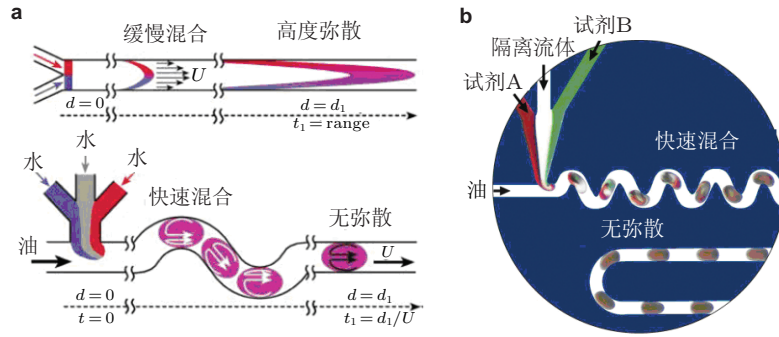 a
缓慢混合
高度弥散
U
d=0
d=d₁
t₁=range
水
水
水
快速混合
无弥散
油
U
d=0
d=d₁
t=0
t₁=d₁/U
b
试剂B
隔离流体
试剂A
快速混合
油
无弥散